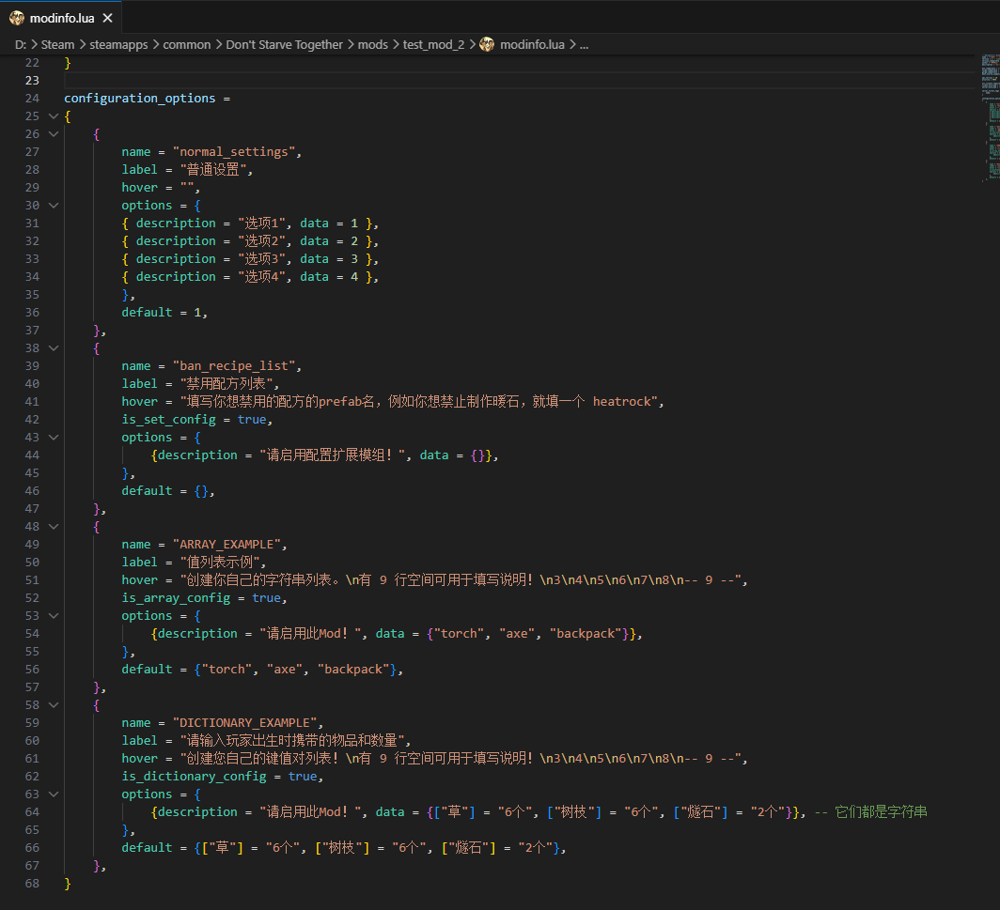 modinfo.lua
D: > Steam > steamapps > common > Don't Starve Together > mods > test_mod_2 > modinfo.lua > ...
22 }
23
24 configuration_options =
25 {
26     {
27         name = "normal_settings",
28         label = "普通设置",
29         hover = "",
30         options = {
31         { description = "选项1", data = 1 },
32         { description = "选项2", data = 2 },
33         { description = "选项3", data = 3 },
34         { description = "选项4", data = 4 },
35         },
36         default = 1,
37     },
38     {
39         name = "ban_recipe_list",
40         label = "禁用配方列表",
41         hover = "填写你想禁用的配方的prefab名，例如你想禁止制作暖石，就填一个 heatrock",
42         is_set_config = true,
43         options = {
44             {description = "请启用配置扩展模组！", data = {}},
45         },
46         default = {},
47     },
48     {
49         name = "ARRAY_EXAMPLE",
50         label = "值列表示例",
51         hover = "创建你自己的字符串列表。\n有 9 行空间可用于填写说明！\n3\n4\n5\n6\n7\n8\n-- 9 --",
52         is_array_config = true,
53         options = {
54             {description = "请启用此Mod！", data = {"torch", "axe", "backpack"}},
55         },
56         default = {"torch", "axe", "backpack"},
57     },
58     {
59         name = "DICTIONARY_EXAMPLE",
60         label = "请输入玩家出生时携带的物品和数量",
61         hover = "创建您自己的键值对列表！\n有 9 行空间可用于填写说明！\n3\n4\n5\n6\n7\n8\n-- 9 --",
62         is_dictionary_config = true,
63         options = {
64             {description = "请启用此Mod！", data = {["草"] = "6个", ["树枝"] = "6个", ["燧石"] = "2个"}}, -- 它们都是字符串
65         },
66         default = {["草"] = "6个", ["树枝"] = "6个", ["燧石"] = "2个"},
67     },
68 }